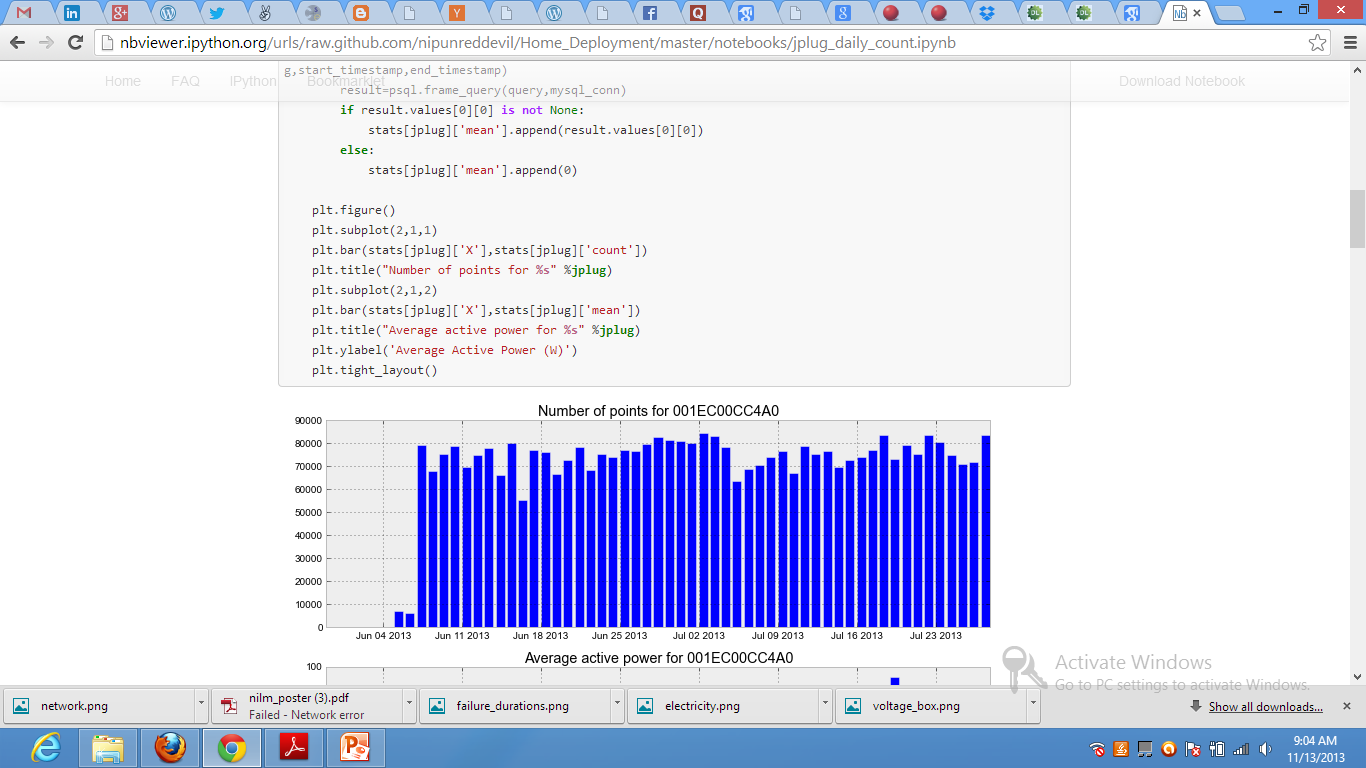 nbviewer.ipython.org/urls/raw.github.com/nipunreddevil/Home_Deployment/master/notebooks/jplug_daily_count.ipynb
Home FAQ IPython Bookmarklet Download Notebook
g,start_timestamp,end_timestamp)
result=psql.frame_query(query,mysql_conn)
if result.values[0][0] is not None:
stats[jplug]['mean'].append(result.values[0][0])
else:
stats[jplug]['mean'].append(0)
plt.figure()
plt.subplot(2,1,1)
plt.bar(stats[jplug]['X'],stats[jplug]['count'])
plt.title("Number of points for %s" %jplug)
plt.subplot(2,1,2)
plt.bar(stats[jplug]['X'],stats[jplug]['mean'])
plt.title("Average active power for %s" %jplug)
plt.ylabel('Average Active Power (W)')
plt.tight_layout()
Number of points for 001EC00CC4A0
90000
80000
70000
60000
50000
40000
30000
20000
10000
0
Jun 04 2013 Jun 11 2013 Jun 18 2013 Jun 25 2013 Jul 02 2013 Jul 09 2013 Jul 16 2013 Jul 23 2013
Average active power for 001EC00CC4A0
100
Activate Windows
Go to PC settings to activate Windows.
network.png
nilm_poster (3).pdf
Failed - Network error
failure_durations.png
electricity.png
voltage_box.png
Show all downloads...
9:04 AM
11/13/2013